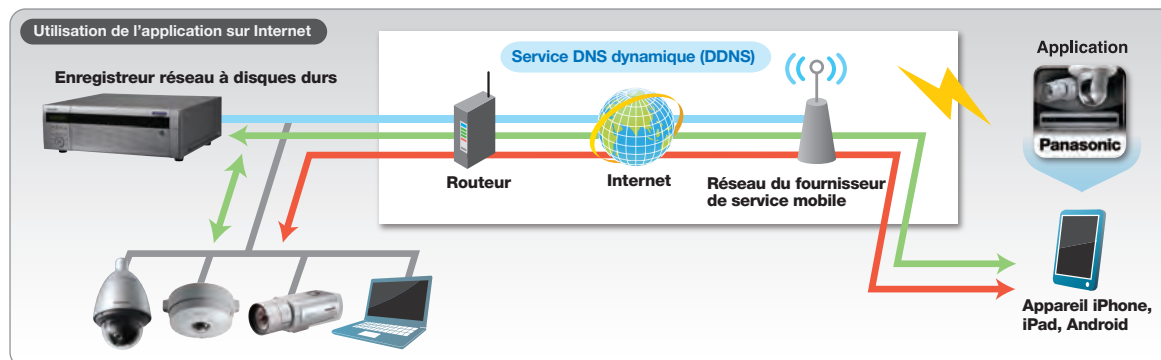 Utilisation de l’application sur Internet
Service DNS dynamique (DDNS)
Application
Enregistreur réseau à disques durs
Panasonic
Routeur
Internet
Réseau du fournisseur
de service mobile
Appareil iPhone,
iPad, Android